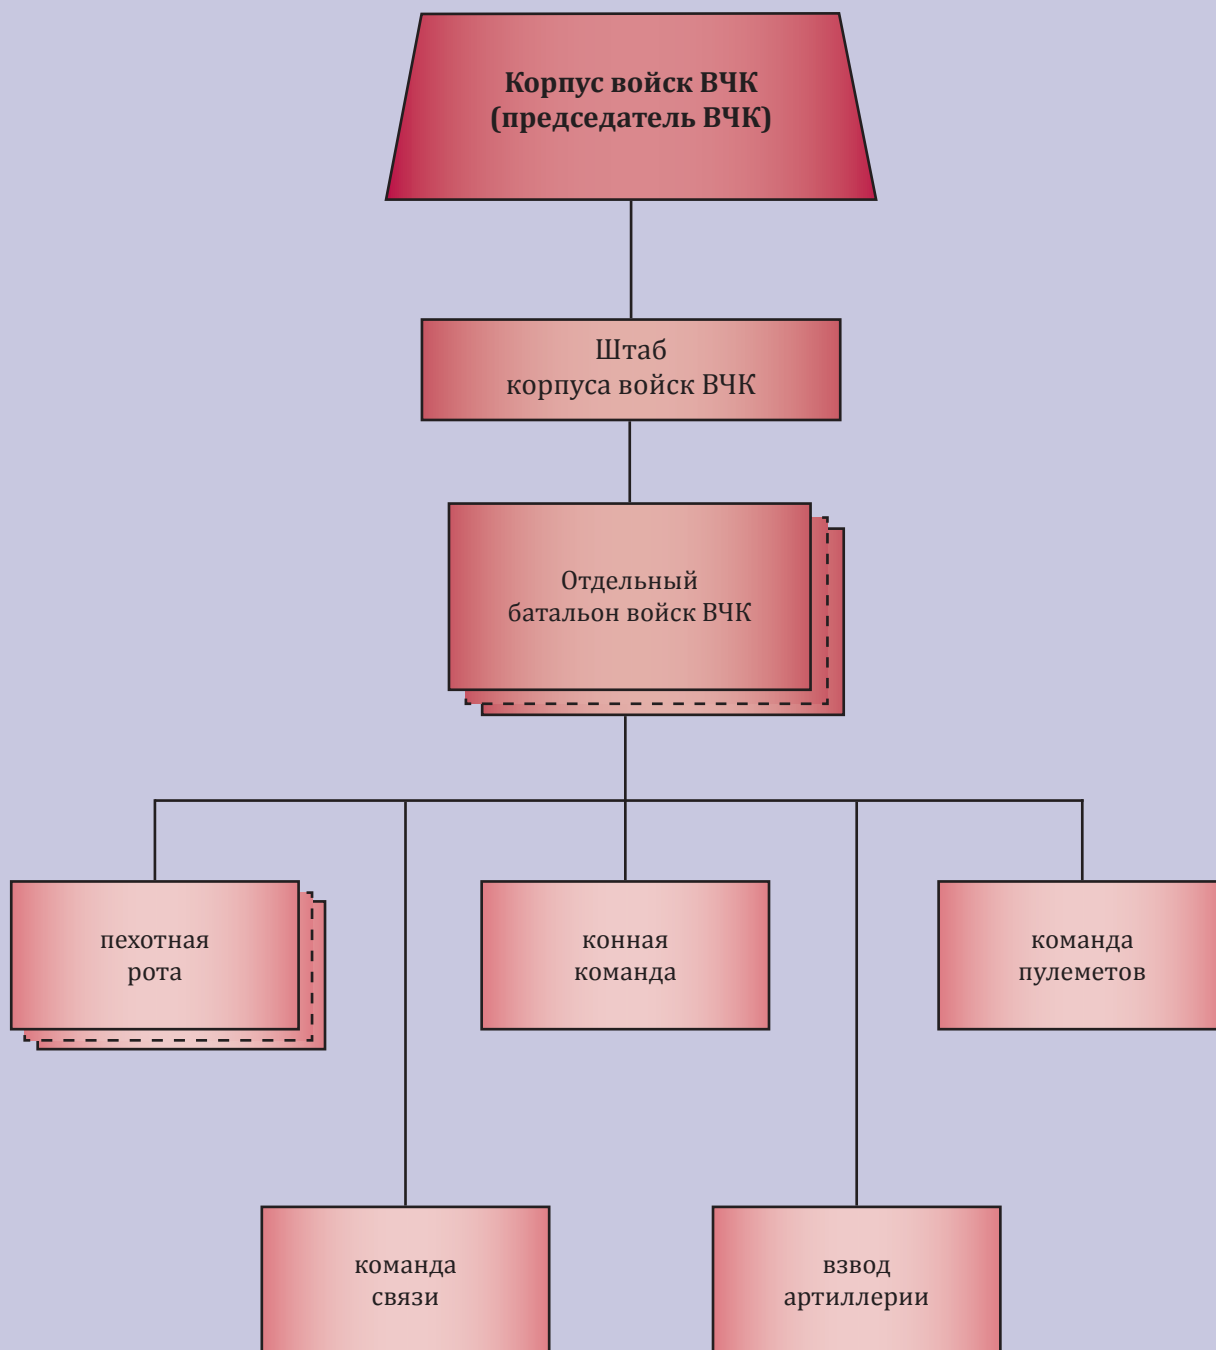 Корпус войск ВЧК
(председатель ВЧК)
Штаб
корпуса войск ВЧК
Отдельный
батальон войск ВЧК
пехотная
рота
конная
команда
команда
пулеметов
команда
связи
взвод
артиллерии